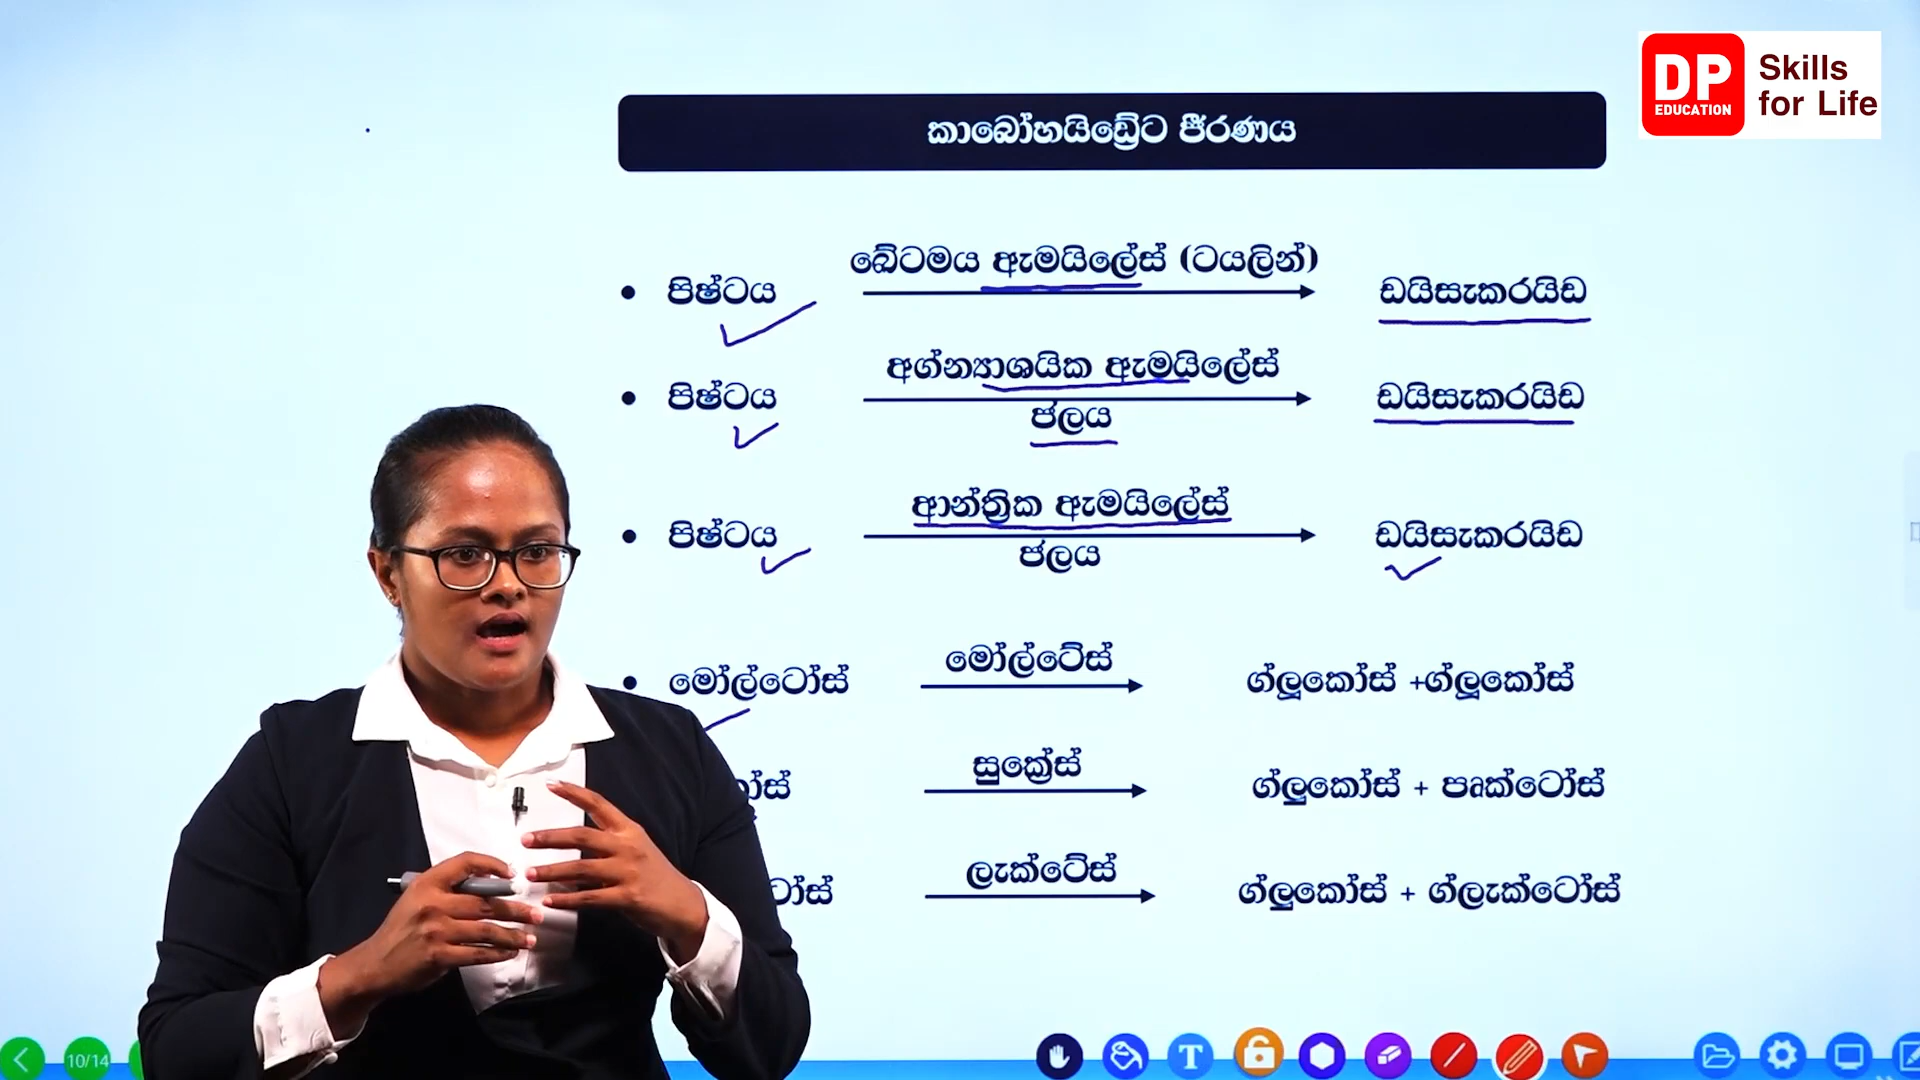 DP
EDUCATION
Skills
for Life
කාබෝහයිඩ්‍රේට ජීරණය
ඛේටමය ඇමයිලේස් (ටයලින්)
• පිෂ්ටය ඩයිසැකරයිඩ
අග්න්‍යාශයික ඇමයිලේස්
• පිෂ්ටය ඩයිසැකරයිඩ
ජලය
ආන්ත්‍රික ඇමයිලේස්
• පිෂ්ටය ඩයිසැකරයිඩ
ජලය
මෝල්ටේස්
• මෝල්ටෝස් ග්ලූකෝස් +ග්ලූකෝස්
සුක්‍රේස්
ග්ලුකෝස් + පෘක්ටෝස්
ලැක්ටේස්
ග්ලුකෝස් + ග්ලැක්ටෝස්
10/14
T